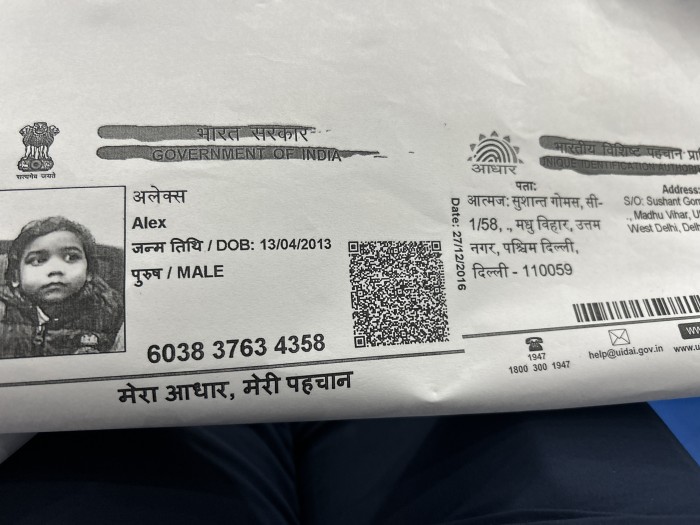 भारत सरकार
GOVERNMENT OF INDIA
सत्यमेव जयते
अलेक्स
Alex
जन्म तिथि / DOB: 13/04/2013
पुरुष / MALE
6038 3763 4358
मेरा आधार, मेरी पहचान
आधार
भारतीय विशिष्ट पहचान
Date: 27/12/2016
पता:
आत्मज: सुशान्त गोमस, सी-
1/58, ., मधु विहार, उत्तम
नगर, पश्चिम दिल्ली,
दिल्ली - 110059
Address:
S/O: Sushant
., Madhu Vihar,
West Delhi,
1947
1800 300 1947
help@uidai.gov.in